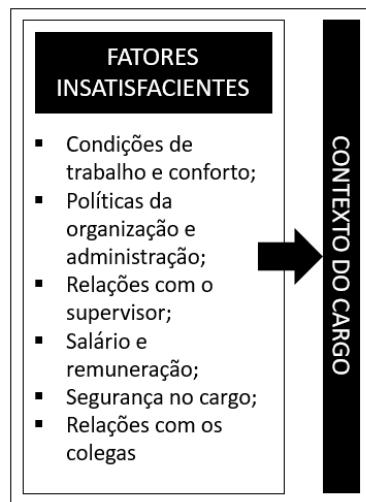 FATORES
INSATISFACIENTES
▪ Condições de
trabalho e conforto;
▪ Políticas da
organização e
administração;
▪ Relações com o
supervisor;
▪ Salário e
remuneração;
▪ Segurança no cargo;
▪ Relações com os
colegas
CONTEXTO DO CARGO